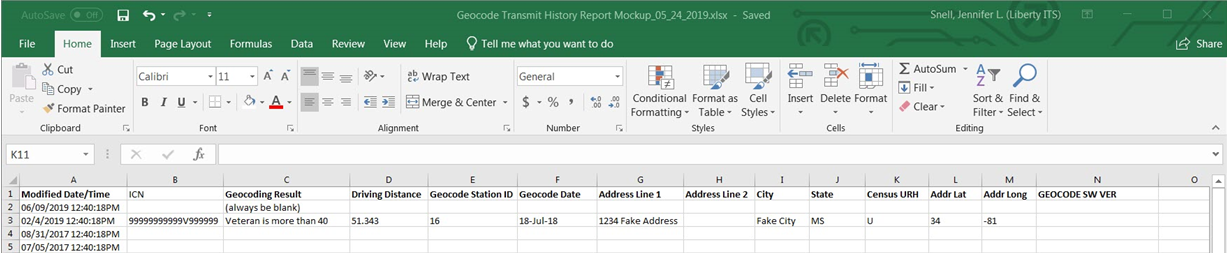 AutoSave Off Geocode Transmit History Report Mockup_05_24_2019.xlsx - Saved Snell, Jennifer L. (Liberty ITS)
File Home Insert Page Layout Formulas Data Review View Help Tell me what you want to do Share
Paste Cut Copy Format Painter
Clipboard
Calibri 11 A A
B I U A
Font
ab Wrap Text
Merge & Center
Alignment
General
$ % , .0 .00 .00 .0
Number
Conditional Formatting Format as Table Cell Styles
Styles
Insert Delete Format
Cells
AutoSum Fill Clear Sort & Filter Find & Select
Editing
K11 fx
A B C D E F G H I J K L M N O
1 Modified Date/Time ICN Geocoding Result Driving Distance Geocode Station ID Geocode Date Address Line 1 Address Line 2 City State Census URH Addr Lat Addr Long GEOCODE SW VER
2 06/09/2019 12:40:18PM (always be blank)
3 02/4/2019 12:40:18PM 99999999999V999999 Veteran is more than 40 51.343 16 18-Jul-18 1234 Fake Address Fake City MS U 34 -81
4 08/31/2017 12:40:18PM
5 07/05/2017 12:40:18PM